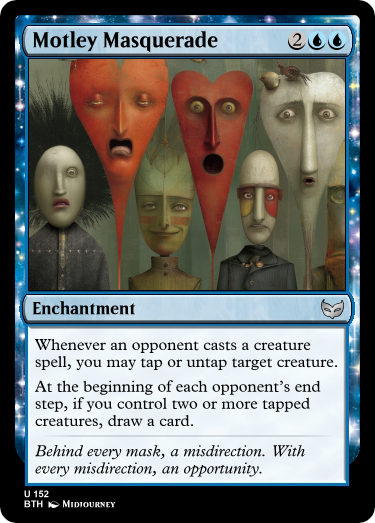 Motley Masquerade 2
Enchantment
Whenever an opponent casts a creature
spell, you may tap or untap target creature.
At the beginning of each opponent's end
step, if you control two or more tapped
creatures, draw a card.
Behind every mask, a misdirection. With
every misdirection, an opportunity.
U 152
BTH Midjourney